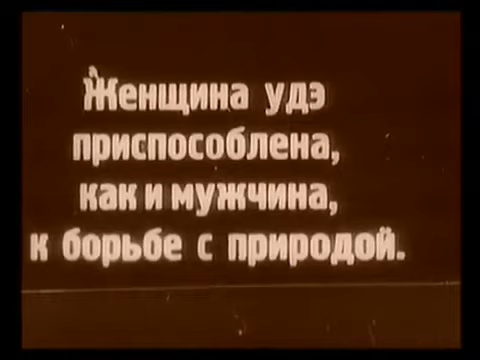 Женщина удэ
приспособлена,
как и мужчина,
к борьбе с природой.